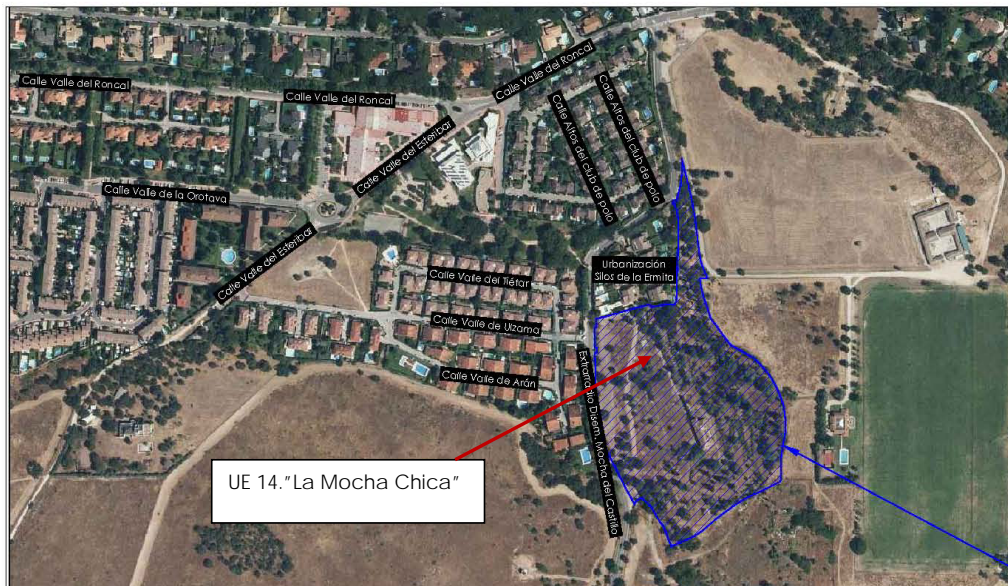 Calle Valle del Roncal
Calle Valle del Roncal
Calle Valle del Roncal
Calle Altos del club de polo
Calle Altos del club de polo
Calle Valle del Esteribar
Calle Valle de la Orotava
Calle Valle del Esteribar
Urbanización
Silos de la Ermita
Calle Valle del Tiétar
Calle Valle de Ulzama
Calle Valle de Arán
Extrarradio Disem. Mocha del Castillo
UE 14."La Mocha Chica"